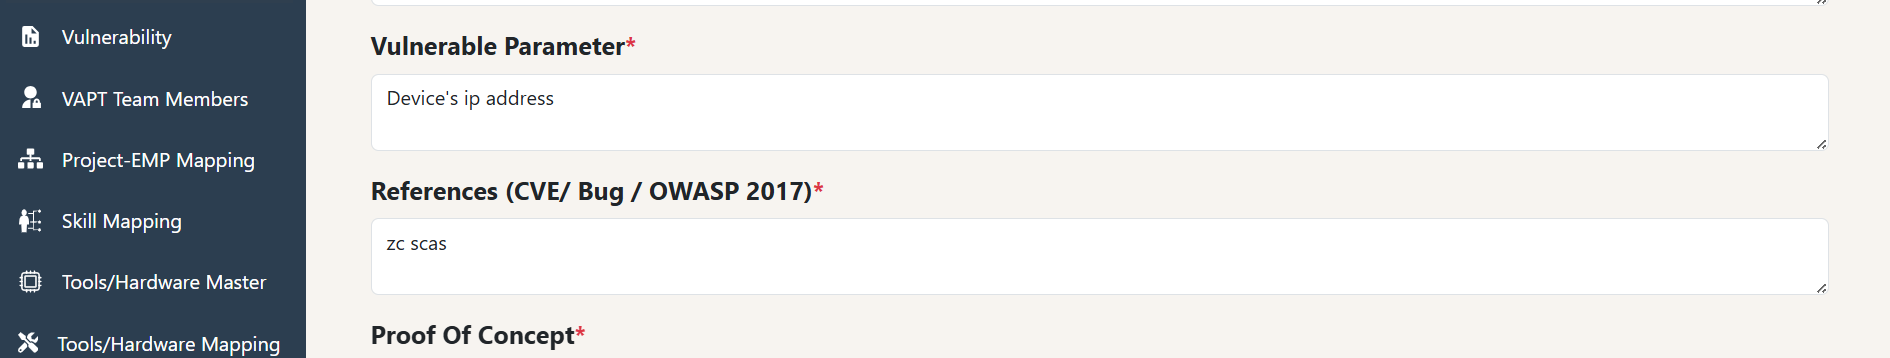 Vulnerability
VAPT Team Members
Project-EMP Mapping
Skill Mapping
Tools/Hardware Master
Tools/Hardware Mapping
Vulnerable Parameter*
Device's ip address
References (CVE/ Bug / OWASP 2017)*
zc scas
Proof Of Concept*